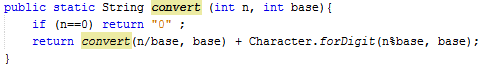 public static String convert (int n, int base){
    if (n==0) return "0" ;
    return convert(n/base, base) + Character.forDigit(n%base, base);
}